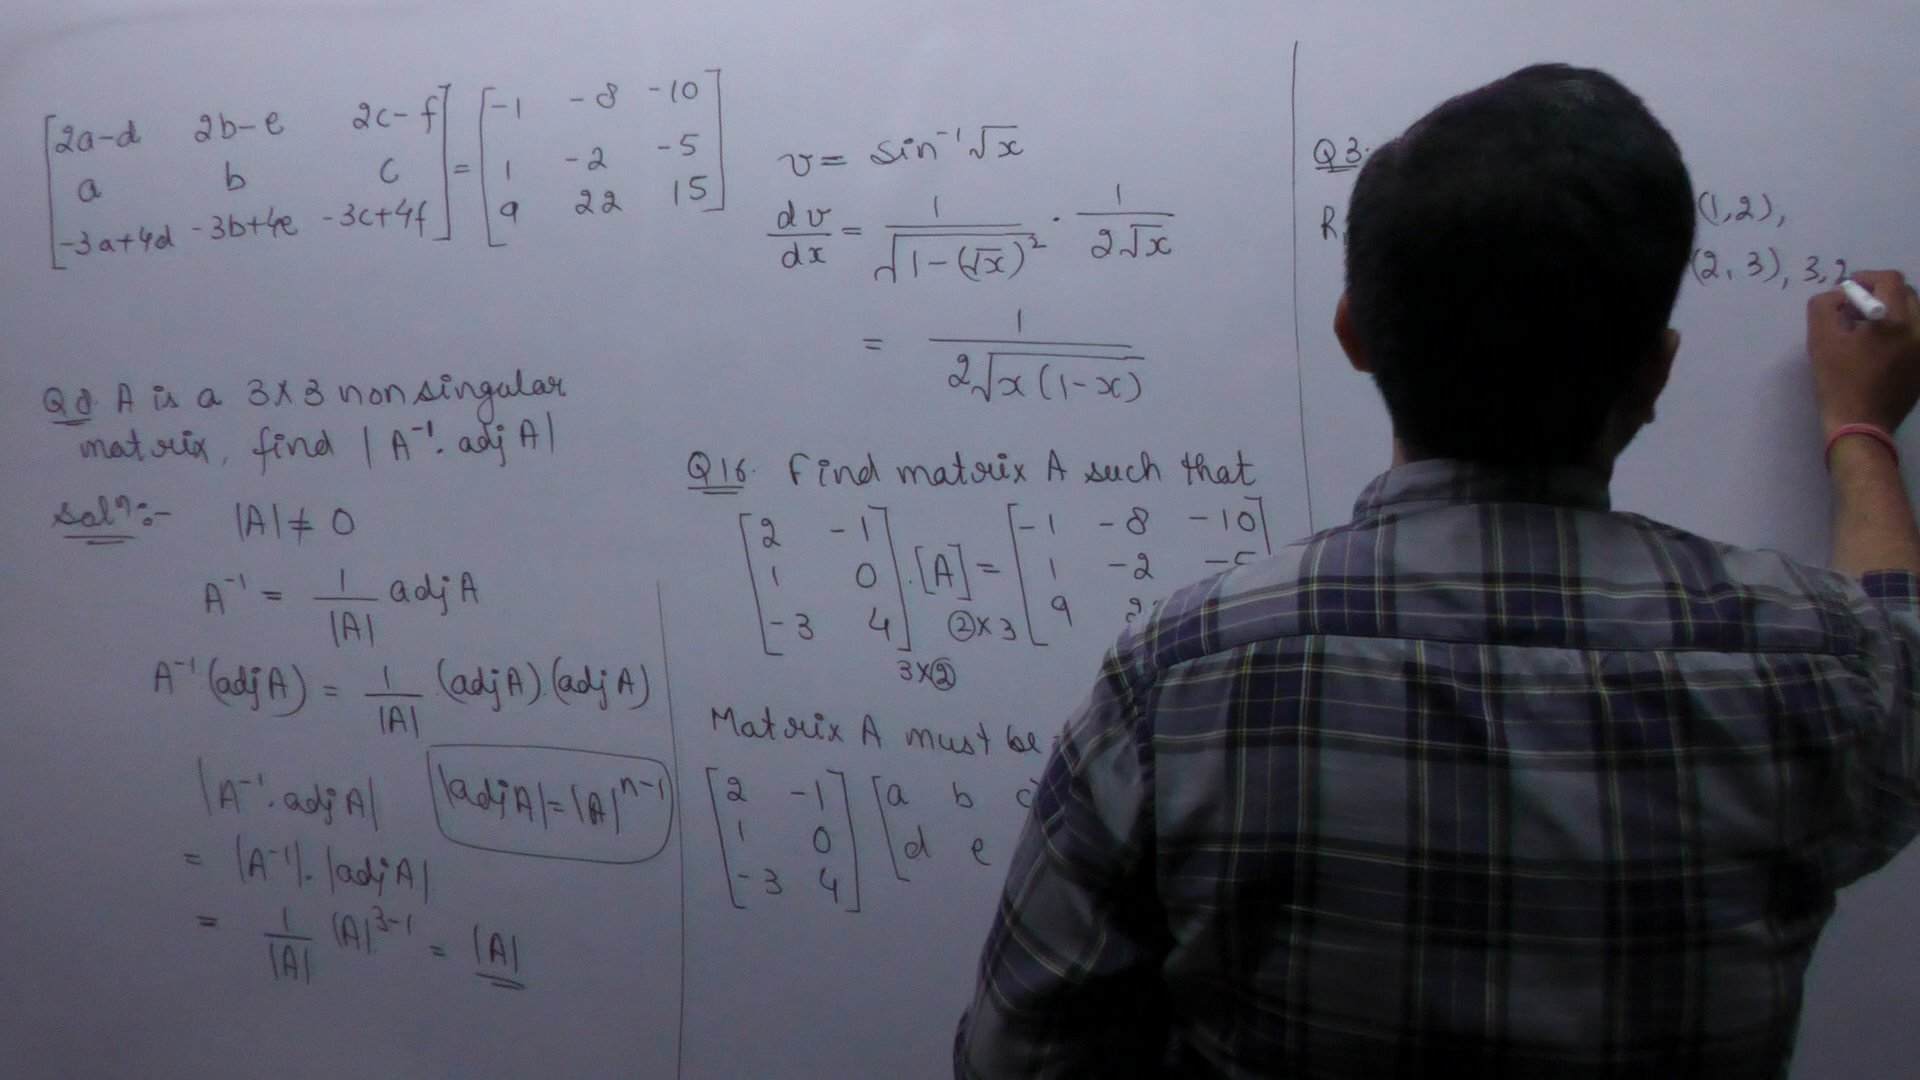 [2a-d 2b-e 2c-f] = [-1 -8 -10]
[a b c] [1 -2 -5]
[-3a+4d -3b+4e -3c+4f] [9 22 15]
Q8. A is a 3×3 nonsingular
matrix, find |A⁻¹. adj A|
Solⁿ:- |A| ≠ 0
A⁻¹ = 1/|A| adj A
A⁻¹ (adj A) = 1/|A| (adj A).(adj A)
|A⁻¹. adj A| |adj A| = |A|ⁿ⁻¹
= |A⁻¹|. |adj A|
= 1/|A| |A|³⁻¹ = |A|
v = sin⁻¹ √x
dv/dx = 1/√(1-(√x)²) · 1/(2√x)
= 1/(2√(x(1-x)))
Q16. Find matrix A such that
[2 -1] . [A] = [-1 -8 -10]
[1 0] [1 -2 -5]
[-3 4] ②×3 [9
3×②
Matrix A must be
[2 -1] [a b c
[1 0] [d e
[-3 4]
Q3.
R
(1,2),
(2,3), 3,2